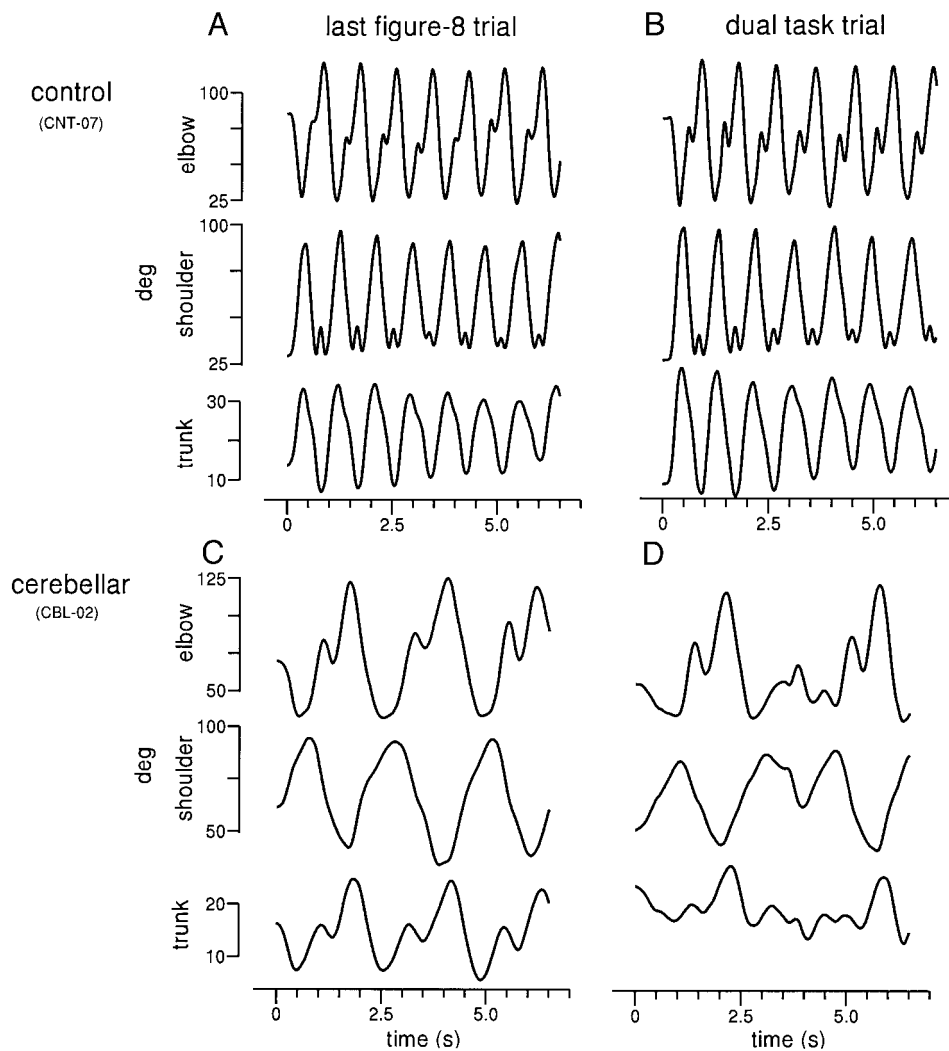 A last figure-8 trial
B dual task trial
control
(CNT-07)
100
elbow
25
100
deg
shoulder
25
30
trunk
10
0 2.5 5.0
0 2.5 5.0
C
D
cerebellar
(CBL-02)
125
elbow
50
100
deg
shoulder
50
20
trunk
10
0 2.5 5.0
time (s)
0 2.5 5.0
time (s)